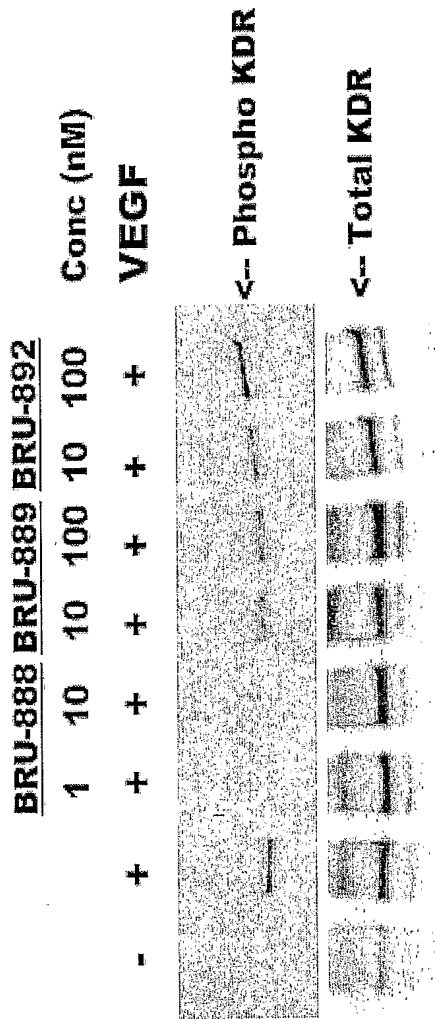 BRU-888 BRU-889 BRU-892
1 10 10 100 10 100 Conc (nM)
- + + + + + + + VEGF
<-- Phospho KDR
<-- Total KDR